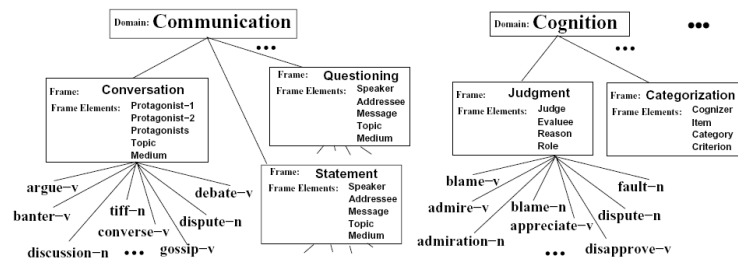 Domain: Communication
...
Frame: Conversation
Frame Elements: Protagonist−1
Protagonist−2
Protagonists
Topic
Medium
argue−v
banter−v
discussion−n
tiff−n
converse−v
...
gossip−v
dispute−n
debate−v
Frame: Questioning
Frame Elements: Speaker
Addressee
Message
Topic
Medium
Frame: Statement
Frame Elements: Speaker
Addressee
Message
Topic
Medium
Domain: Cognition
...
...
Frame: Judgment
Frame Elements: Judge
Evaluee
Reason
Role
blame−v
admire−v
admiration−n
blame−n
appreciate−v
...
disapprove−v
dispute−n
fault−n
Frame: Categorization
Frame Elements: Cognizer
Item
Category
Criterion